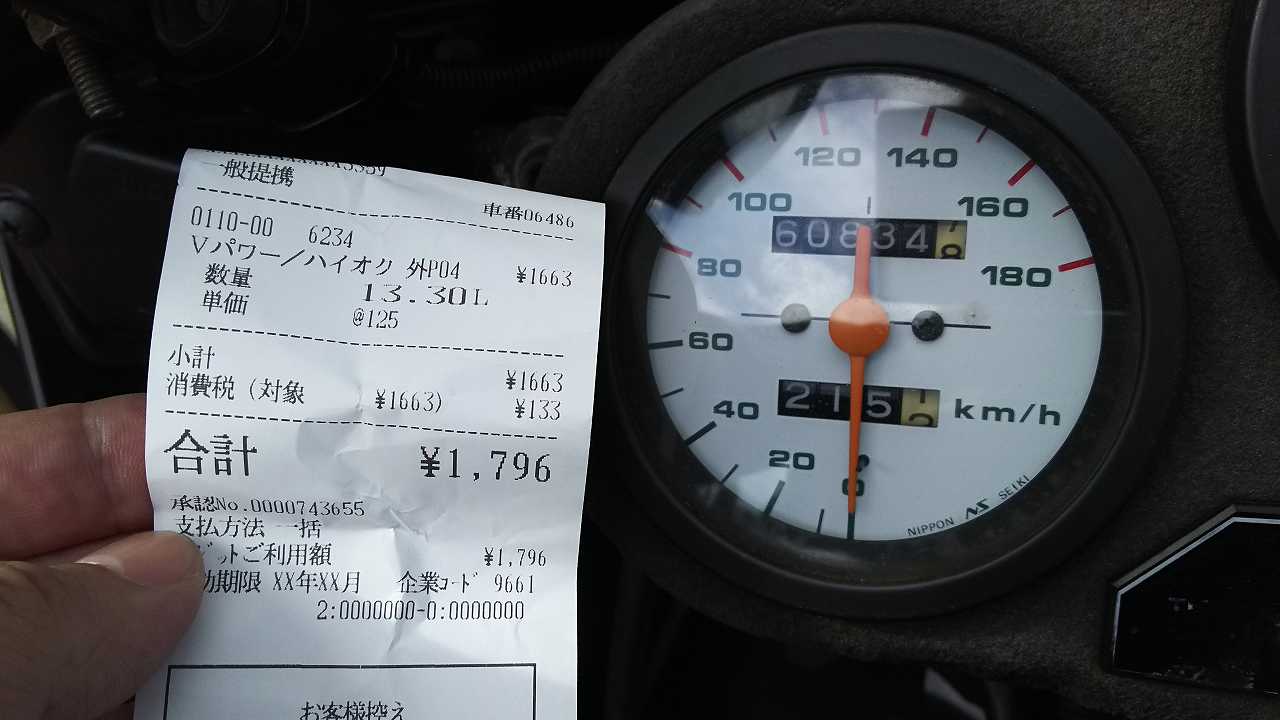 一般提携
車番06486
0110-00 6234
Vパワー/ハイオク 外P04 ¥1663
数量 13.30L
単価 @125
小計 ¥1663
消費税(対象 ¥1663) ¥133
合計 ¥1,796
承認No.0000743655
支払方法 一括
ットご利用額 ¥1,796
期限 XX年XX月 企業コード 9661
2:0000000-0:0000000
お客様控え
120 140
100 160
60834
80 180
60
215
40 km/h
20
0
NIPPON NS SEIKI